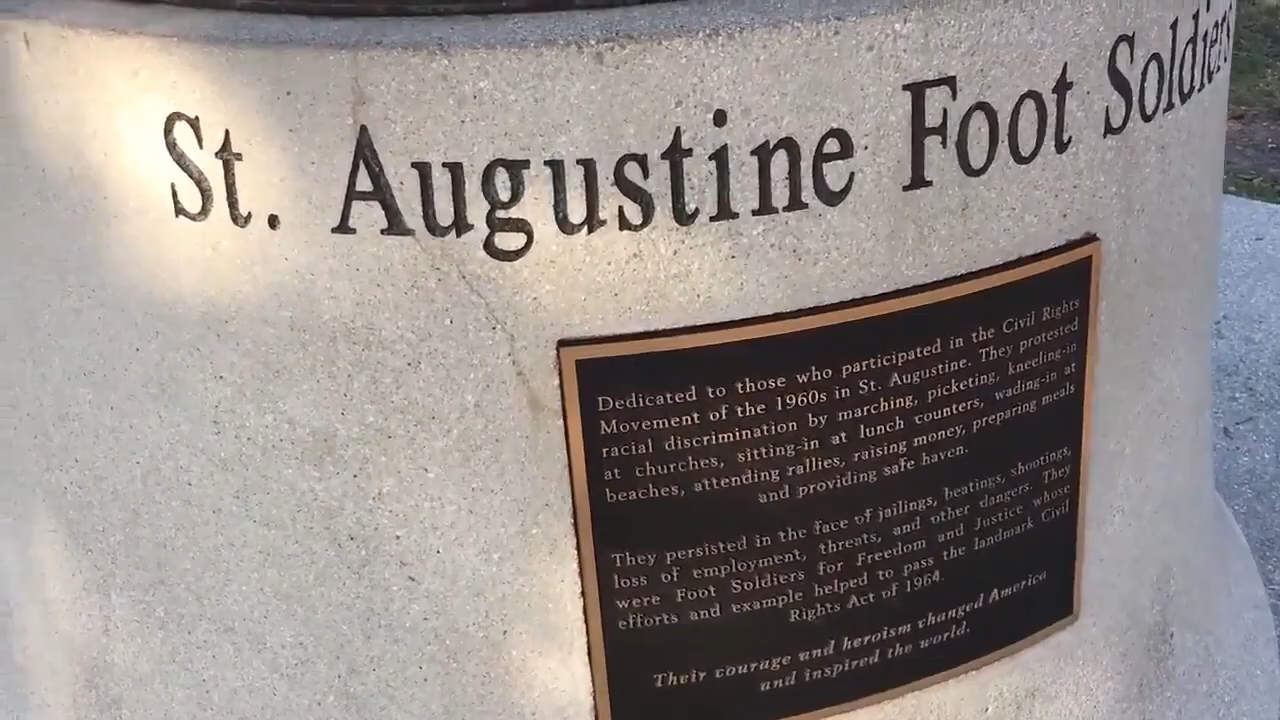 St. Augustine Foot Soldiers
Dedicated to those who participated in the Civil Rights
Movement of the 1960s in St. Augustine. They protested
racial discrimination by marching, picketing, kneeling-in
at churches, sitting-in at lunch counters, wading-in at
beaches, attending rallies, raising money, preparing meals
and providing safe haven.
They persisted in the face of jailings, beatings, shootings,
loss of employment, threats, and other dangers. They
were Foot Soldiers for Freedom and Justice whose
efforts and example helped to pass the landmark Civil
Rights Act of 1964.
Their courage and heroism changed America
and inspired the world.